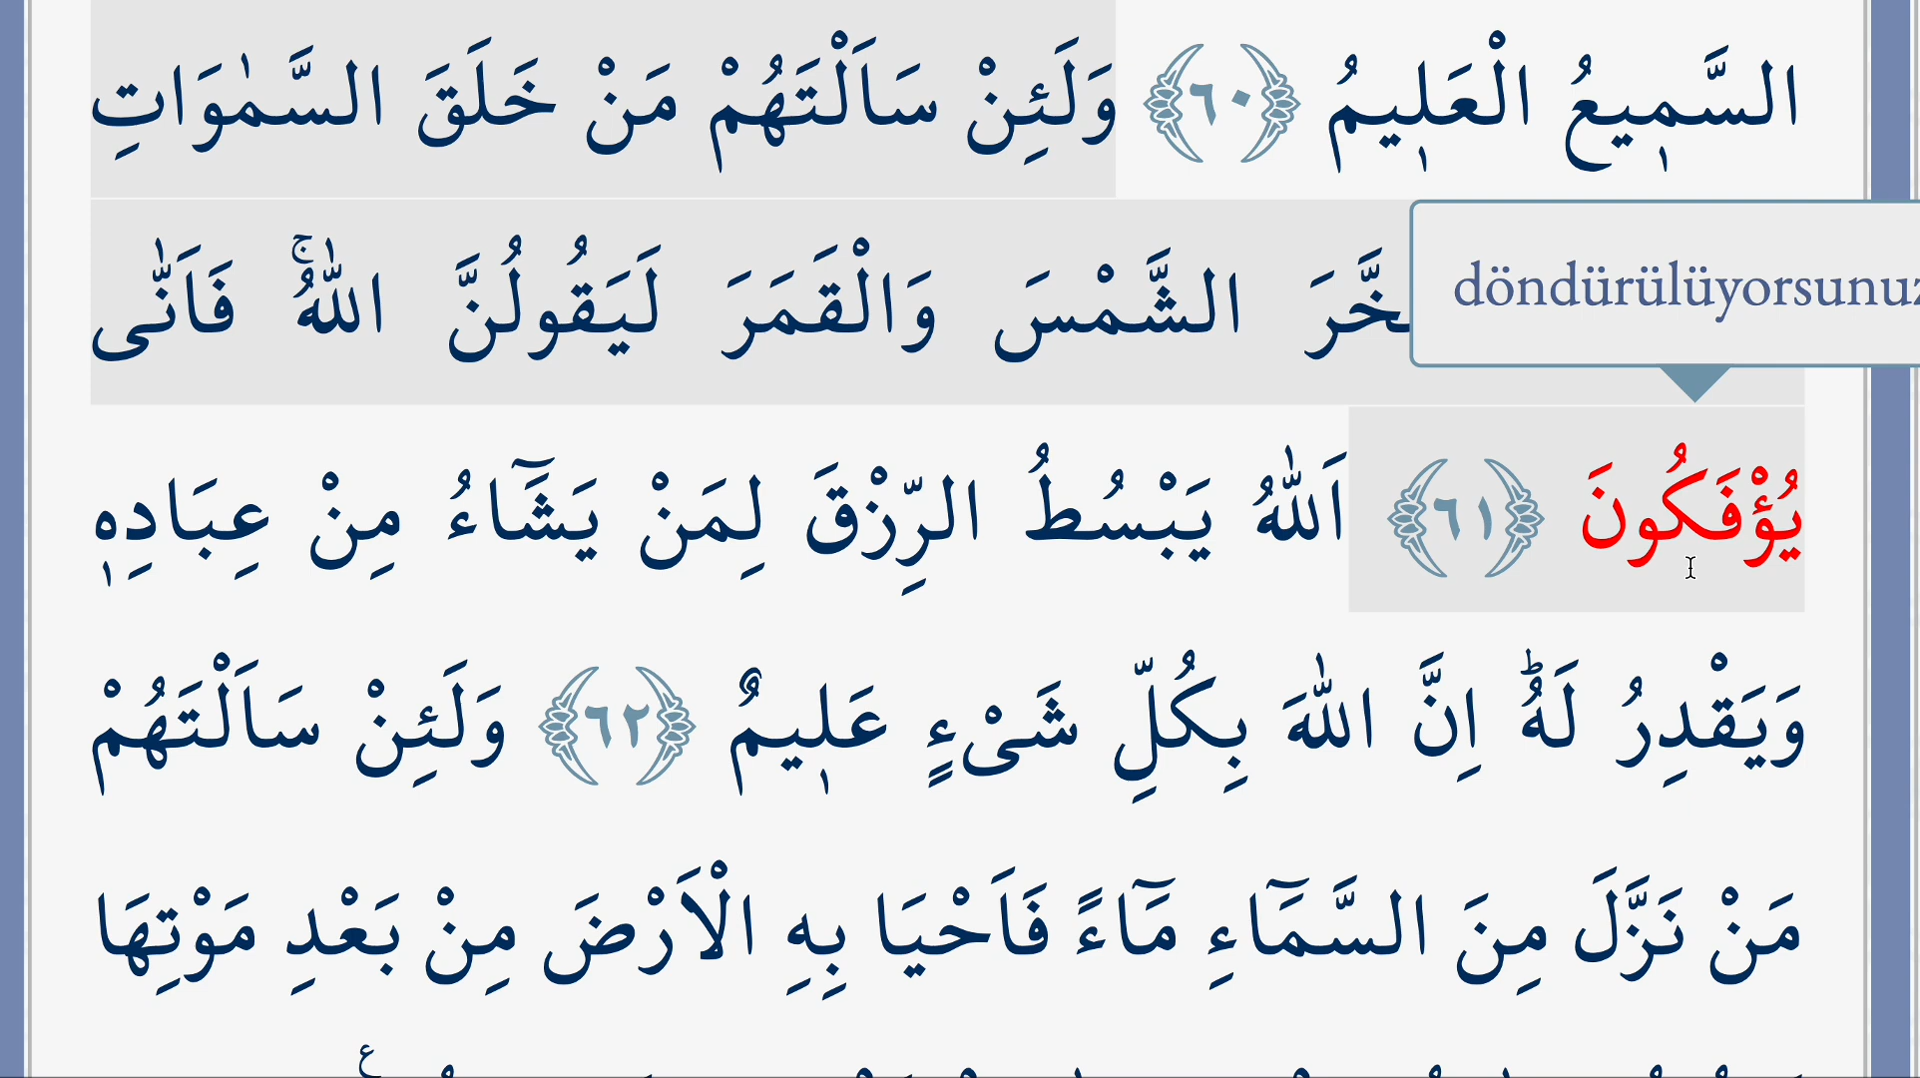 السَّمٖيعُ الْعَلٖيمُ ﴿٦٠﴾ وَلَئِنْ سَاَلْتَهُمْ مَنْ خَلَقَ السَّمٰوَاتِ
خَّرَ الشَّمْسَ وَالْقَمَرَ لَيَقُولُنَّ اللّٰهُۚ فَاَنّٰى
döndürülüyorsunuz
يُؤْفَكُونَ ﴿٦١﴾ اَللّٰهُ يَبْسُطُ الرِّزْقَ لِمَنْ يَشَٓاءُ مِنْ عِبَادِهٖ
وَيَقْدِرُ لَهُؕ اِنَّ اللّٰهَ بِكُلِّ شَىْءٍ عَلٖيمٌ ﴿٦٢﴾ وَلَئِنْ سَاَلْتَهُمْ
مَنْ نَزَّلَ مِنَ السَّمَٓاءِ مَٓاءً فَاَحْيَا بِهِ الْاَرْضَ مِنْ بَعْدِ مَوْتِهَا